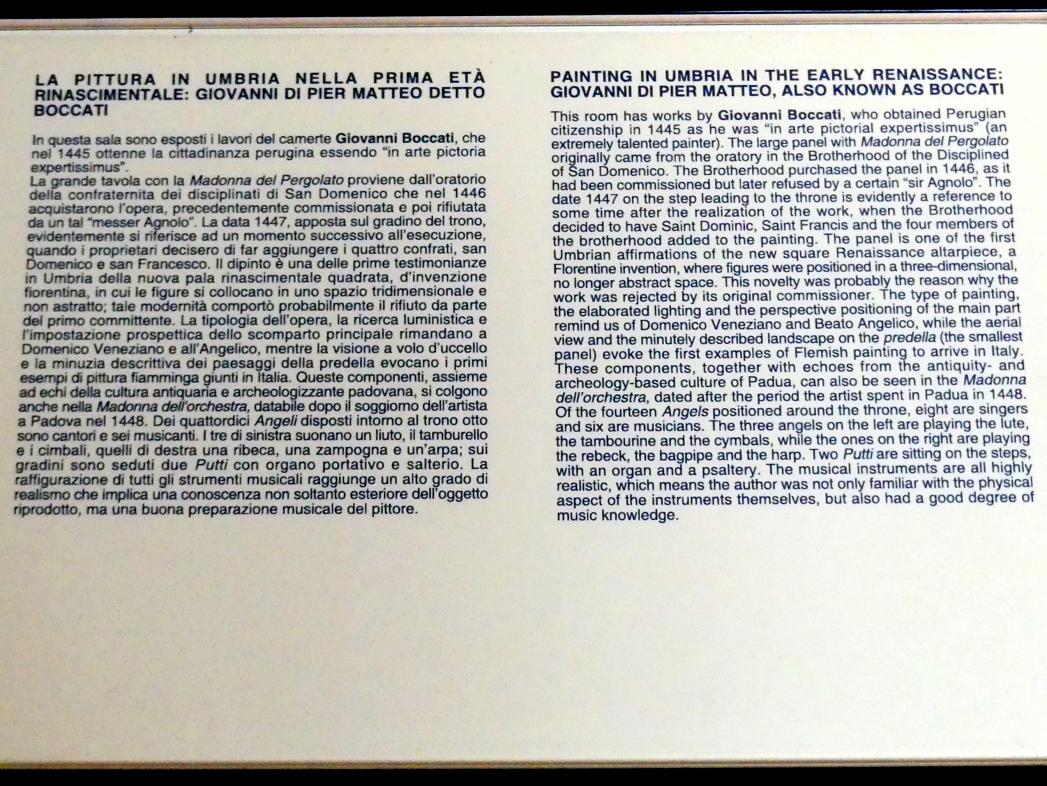 LA PITTURA IN UMBRIA NELLA PRIMA ETÀ
RINASCIMENTALE: GIOVANNI DI PIER MATTEO DETTO
BOCCATI
In questa sala sono esposti i lavori del camerte Giovanni Boccati, che
nel 1445 ottenne la cittadinanza perugina essendo “in arte pictoria
expertissimus”.
La grande tavola con la Madonna del Pergolato proviene dall'oratorio
della confraternita dei disciplinati di San Domenico che nel 1446
acquistarono l'opera, precedentemente commissionata e poi rifiutata
da un tal “messer Agnolo”. La data 1447, apposta sul gradino del trono,
evidentemente si riferisce ad un momento successivo all'esecuzione,
quando i proprietari decisero di far aggiungere i quattro confrati, san
Domenico e san Francesco. Il dipinto è una delle prime testimonianze
in Umbria della nuova pala rinascimentale quadrata, d'invenzione
fiorentina, in cui le figure si collocano in uno spazio tridimensionale e
non astratto; tale modernità comportò probabilmente il rifiuto da parte
del primo committente. La tipologia dell'opera, la ricerca luministica e
l'impostazione prospettica dello scomparto principale rimandano a
Domenico Veneziano e all'Angelico, mentre la visione a volo d'uccello
e la minuzia descrittiva dei paesaggi della predella evocano i primi
esempi di pittura fiamminga giunti in Italia. Queste componenti, assieme
ad echi della cultura antiquaria e archeologizzante padovana, si colgono
anche nella Madonna dell'orchestra, databile dopo il soggiorno dell'artista
a Padova nel 1448. Dei quattordici Angeli disposti intorno al trono otto
sono cantori e sei musicanti. I tre di sinistra suonano un liuto, il tamburello
e i cimbali, quelli di destra una ribeca, una zampogna e un'arpa; sui
gradini sono seduti due Putti con organo portativo e salterio. La
raffigurazione di tutti gli strumenti musicali raggiunge un alto grado di
realismo che implica una conoscenza non soltanto esteriore dell'oggetto
riprodotto, ma una buona preparazione musicale del pittore.
PAINTING IN UMBRIA IN THE EARLY RENAISSANCE:
GIOVANNI DI PIER MATTEO, ALSO KNOWN AS BOCCATI
This room has works by Giovanni Boccati, who obtained Perugian
citizenship in 1445 as he was “in arte pictorial expertissimus” (an
extremely talented painter). The large panel with Madonna del Pergolato
originally came from the oratory in the Brotherhood of the Disciplined
of San Domenico. The Brotherhood purchased the panel in 1446, as it
had been commissioned but later refused by a certain “sir Agnolo”. The
date 1447 on the step leading to the throne is evidently a reference to
some time after the realization of the work, when the Brotherhood
decided to have Saint Dominic, Saint Francis and the four members of
the brotherhood added to the painting. The panel is one of the first
Umbrian affirmations of the new square Renaissance altarpiece, a
Florentine invention, where figures were positioned in a three-dimensional,
no longer abstract space. This novelty was probably the reason why the
work was rejected by its original commissioner. The type of painting,
the elaborated lighting and the perspective positioning of the main part
remind us of Domenico Veneziano and Beato Angelico, while the aerial
view and the minutely described landscape on the predella (the smallest
panel) evoke the first examples of Flemish painting to arrive in Italy.
These components, together with echoes from the antiquity- and
archeology-based culture of Padua, can also be seen in the Madonna
dell'orchestra, dated after the period the artist spent in Padua in 1448.
Of the fourteen Angels positioned around the throne, eight are singers
and six are musicians. The three angels on the left are playing the lute,
the tambourine and the cymbals, while the ones on the right are playing
the rebeck, the bagpipe and the harp. Two Putti are sitting on the steps,
with an organ and a psaltery. The musical instruments are all highly
realistic, which means the author was not only familiar with the physical
aspect of the instruments themselves, but also had a good degree of
music knowledge.